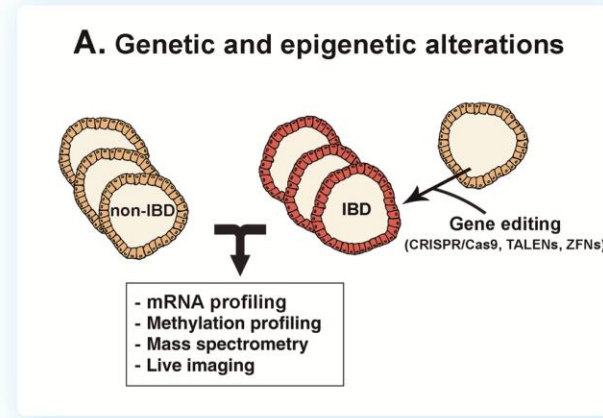 A. Genetic and epigenetic alterations
non-IBD
IBD
Gene editing
(CRISPR/Cas9, TALENs, ZFNs)
- mRNA profiling
- Methylation profiling
- Mass spectrometry
- Live imaging